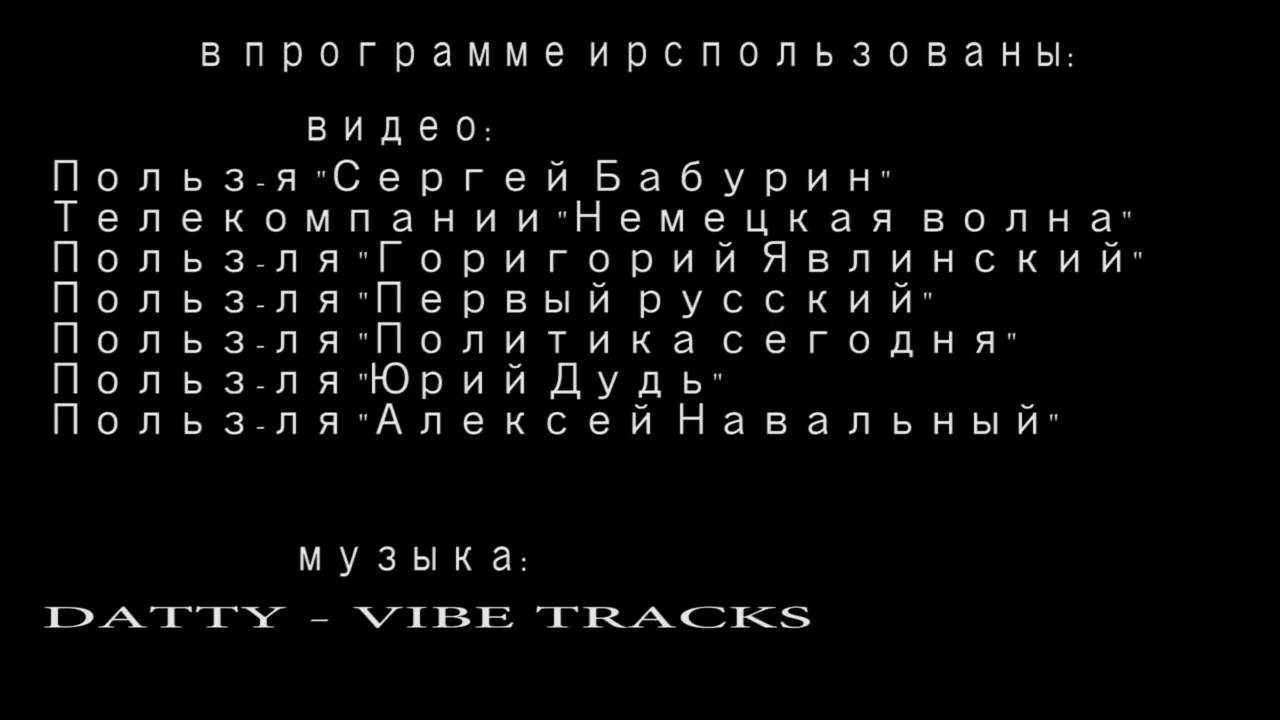 в программе ирспользованы:
видео:
Польз-я "Сергей Бабурин"
Телекомпании "Немецкая волна"
Польз-ля "Горигорий Явлинский"
Польз-ля "Первый русский"
Польз-ля "Политика сегодня"
Польз-ля "Юрий Дудь"
Польз-ля "Алексей Навальный"
музыка:
DATTY - VIBE TRACKS